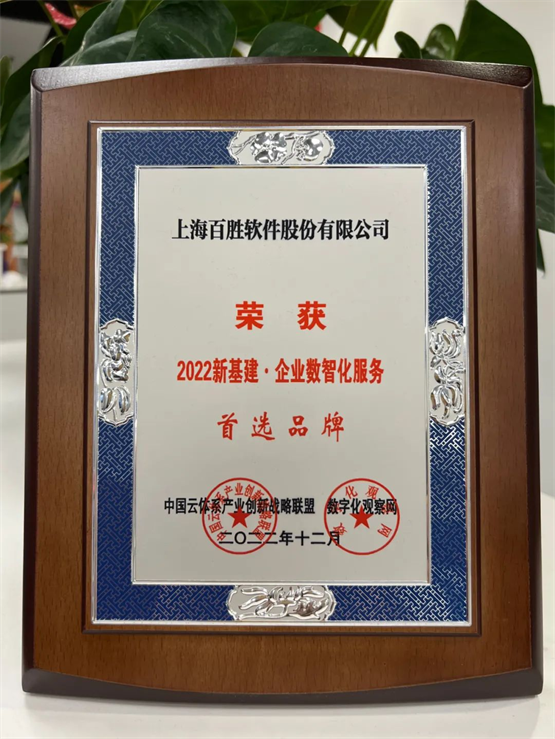 上海百胜软件股份有限公司
荣获
2022新基建·企业数智化服务
首选品牌
中国云体系产业创新战略联盟 数字化观察网
二〇二二年十二月